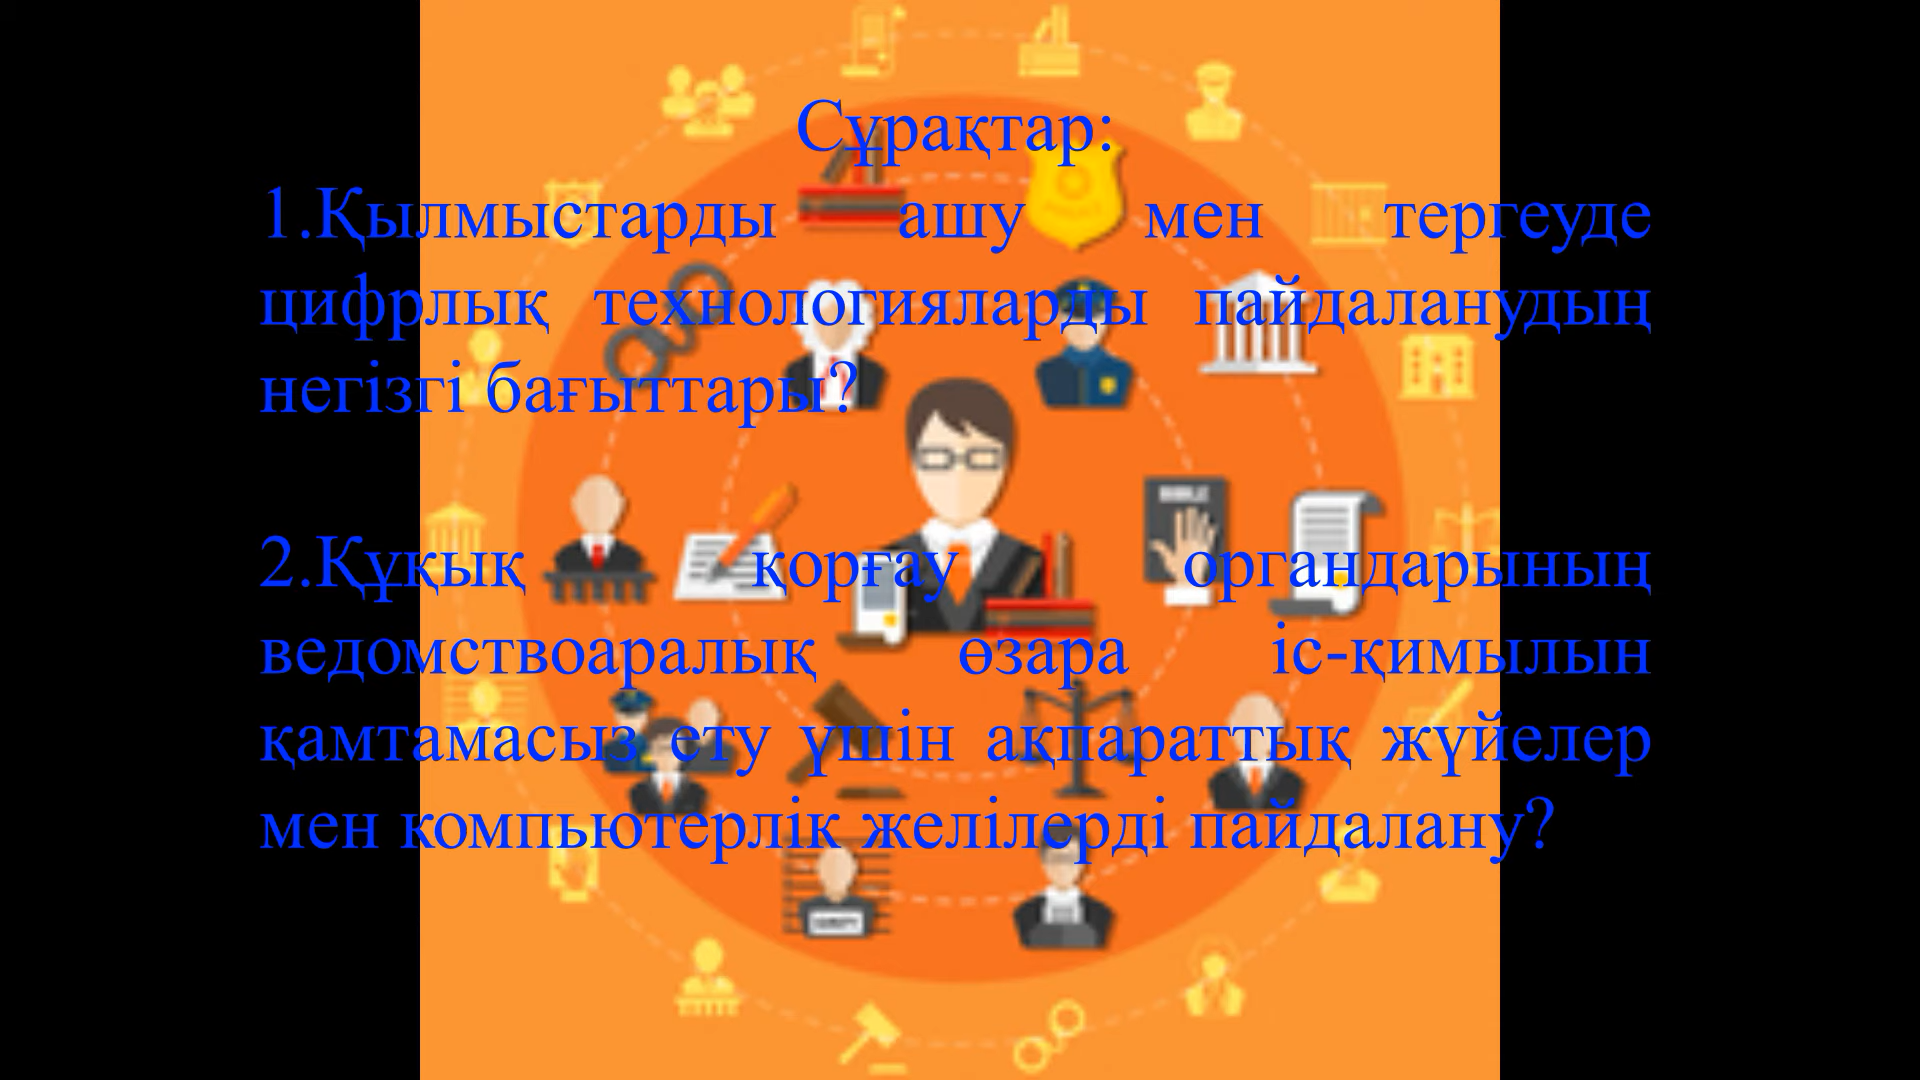 Сұрақтар:
1.Қылмыстарды ашу мен тергеуде
цифрлық технологияларды пайдаланудың
негізгі бағыттары?
2.Құқық қорғау органдарының
ведомствоаралық өзара іс-қимылын
қамтамасыз ету үшін ақпараттық жүйелер
мен компьютерлік желілерді пайдалану?
BIBLE